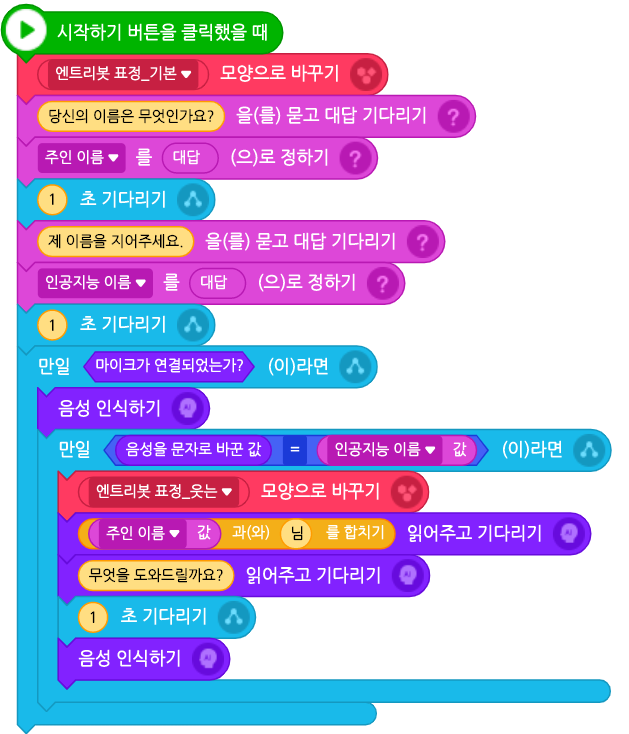 시작하기 버튼을 클릭했을 때
엔트리봇 표정_기본 모양으로 바꾸기
당신의 이름은 무엇인가요? 을(를) 묻고 대답 기다리기 ?
주인 이름 를 대답 (으)로 정하기 ?
1 초 기다리기
제 이름을 지어주세요. 을(를) 묻고 대답 기다리기 ?
인공지능 이름 를 대답 (으)로 정하기 ?
1 초 기다리기
만일 마이크가 연결되었는가? (이)라면
음성 인식하기 AI
만일 음성을 문자로 바꾼 값 = 인공지능 이름 값 (이)라면
엔트리봇 표정_웃는 모양으로 바꾸기
주인 이름 값 과(와) 님 를 합치기 읽어주고 기다리기 AI
무엇을 도와드릴까요? 읽어주고 기다리기 AI
1 초 기다리기
음성 인식하기 AI